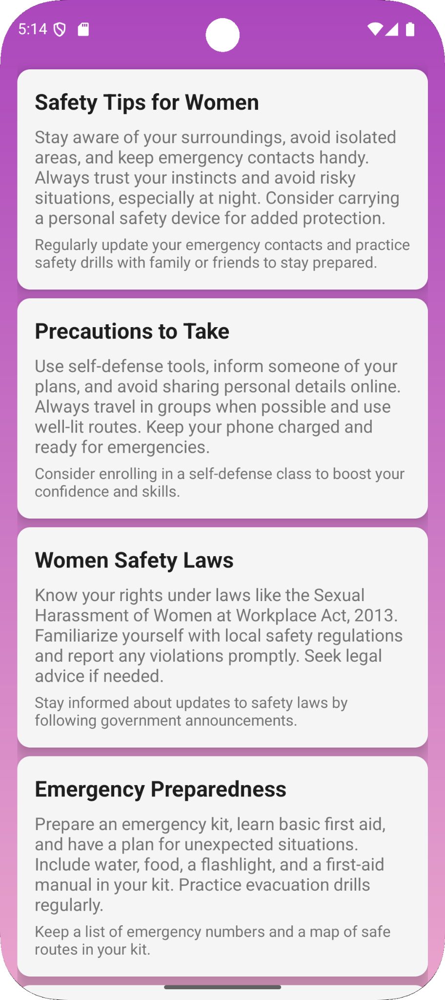 5:14
Safety Tips for Women
Stay aware of your surroundings, avoid isolated
areas, and keep emergency contacts handy.
Always trust your instincts and avoid risky
situations, especially at night. Consider carrying
a personal safety device for added protection.
Regularly update your emergency contacts and practice
safety drills with family or friends to stay prepared.
Precautions to Take
Use self-defense tools, inform someone of your
plans, and avoid sharing personal details online.
Always travel in groups when possible and use
well-lit routes. Keep your phone charged and
ready for emergencies.
Consider enrolling in a self-defense class to boost your
confidence and skills.
Women Safety Laws
Know your rights under laws like the Sexual
Harassment of Women at Workplace Act, 2013.
Familiarize yourself with local safety regulations
and report any violations promptly. Seek legal
advice if needed.
Stay informed about updates to safety laws by
following government announcements.
Emergency Preparedness
Prepare an emergency kit, learn basic first aid,
and have a plan for unexpected situations.
Include water, food, a flashlight, and a first-aid
manual in your kit. Practice evacuation drills
regularly.
Keep a list of emergency numbers and a map of safe
routes in your kit.